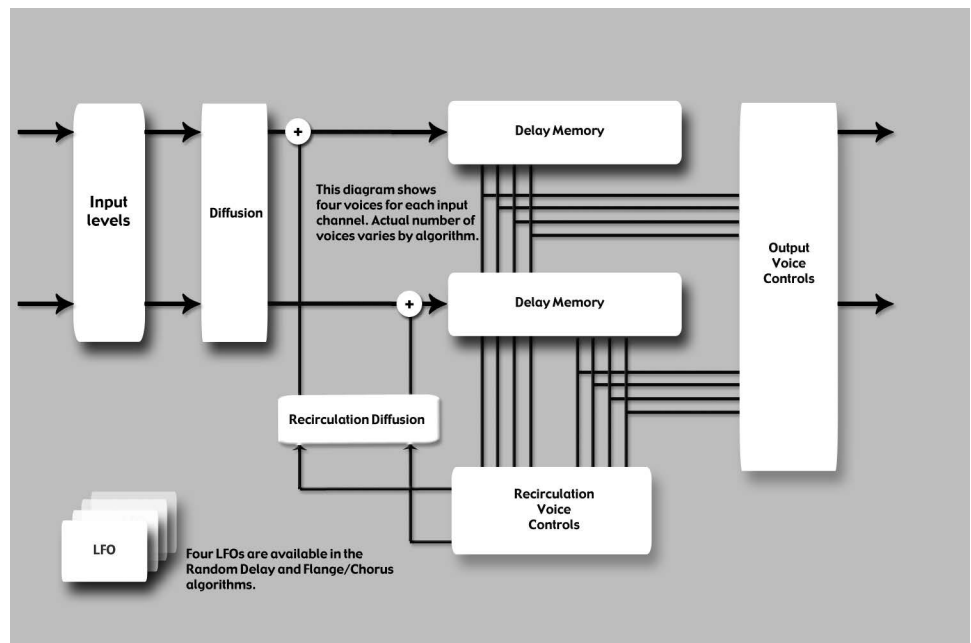 Input
levels
Diffusion
+
Delay Memory
This diagram shows
four voices for each input
channel. Actual number of
voices varies by algorithm.
+
Delay Memory
Output
Voice
Controls
Recirculation Diffusion
Recirculation
Voice
Controls
LFO
Four LFOs are available in the
Random Delay and Flange/Chorus
algorithms.